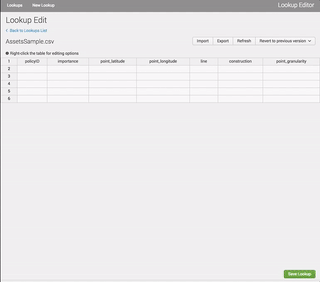 Lookups New Lookup Lookup Editor
Lookup Edit
Back to Lookups List
AssetsSample.csv Import Export Refresh Revert to previous version
Right-click the table for editing options
1 policyID importance point_latitude point_longitude line construction point_granularity
2
3
4
5
6
Save Lookup